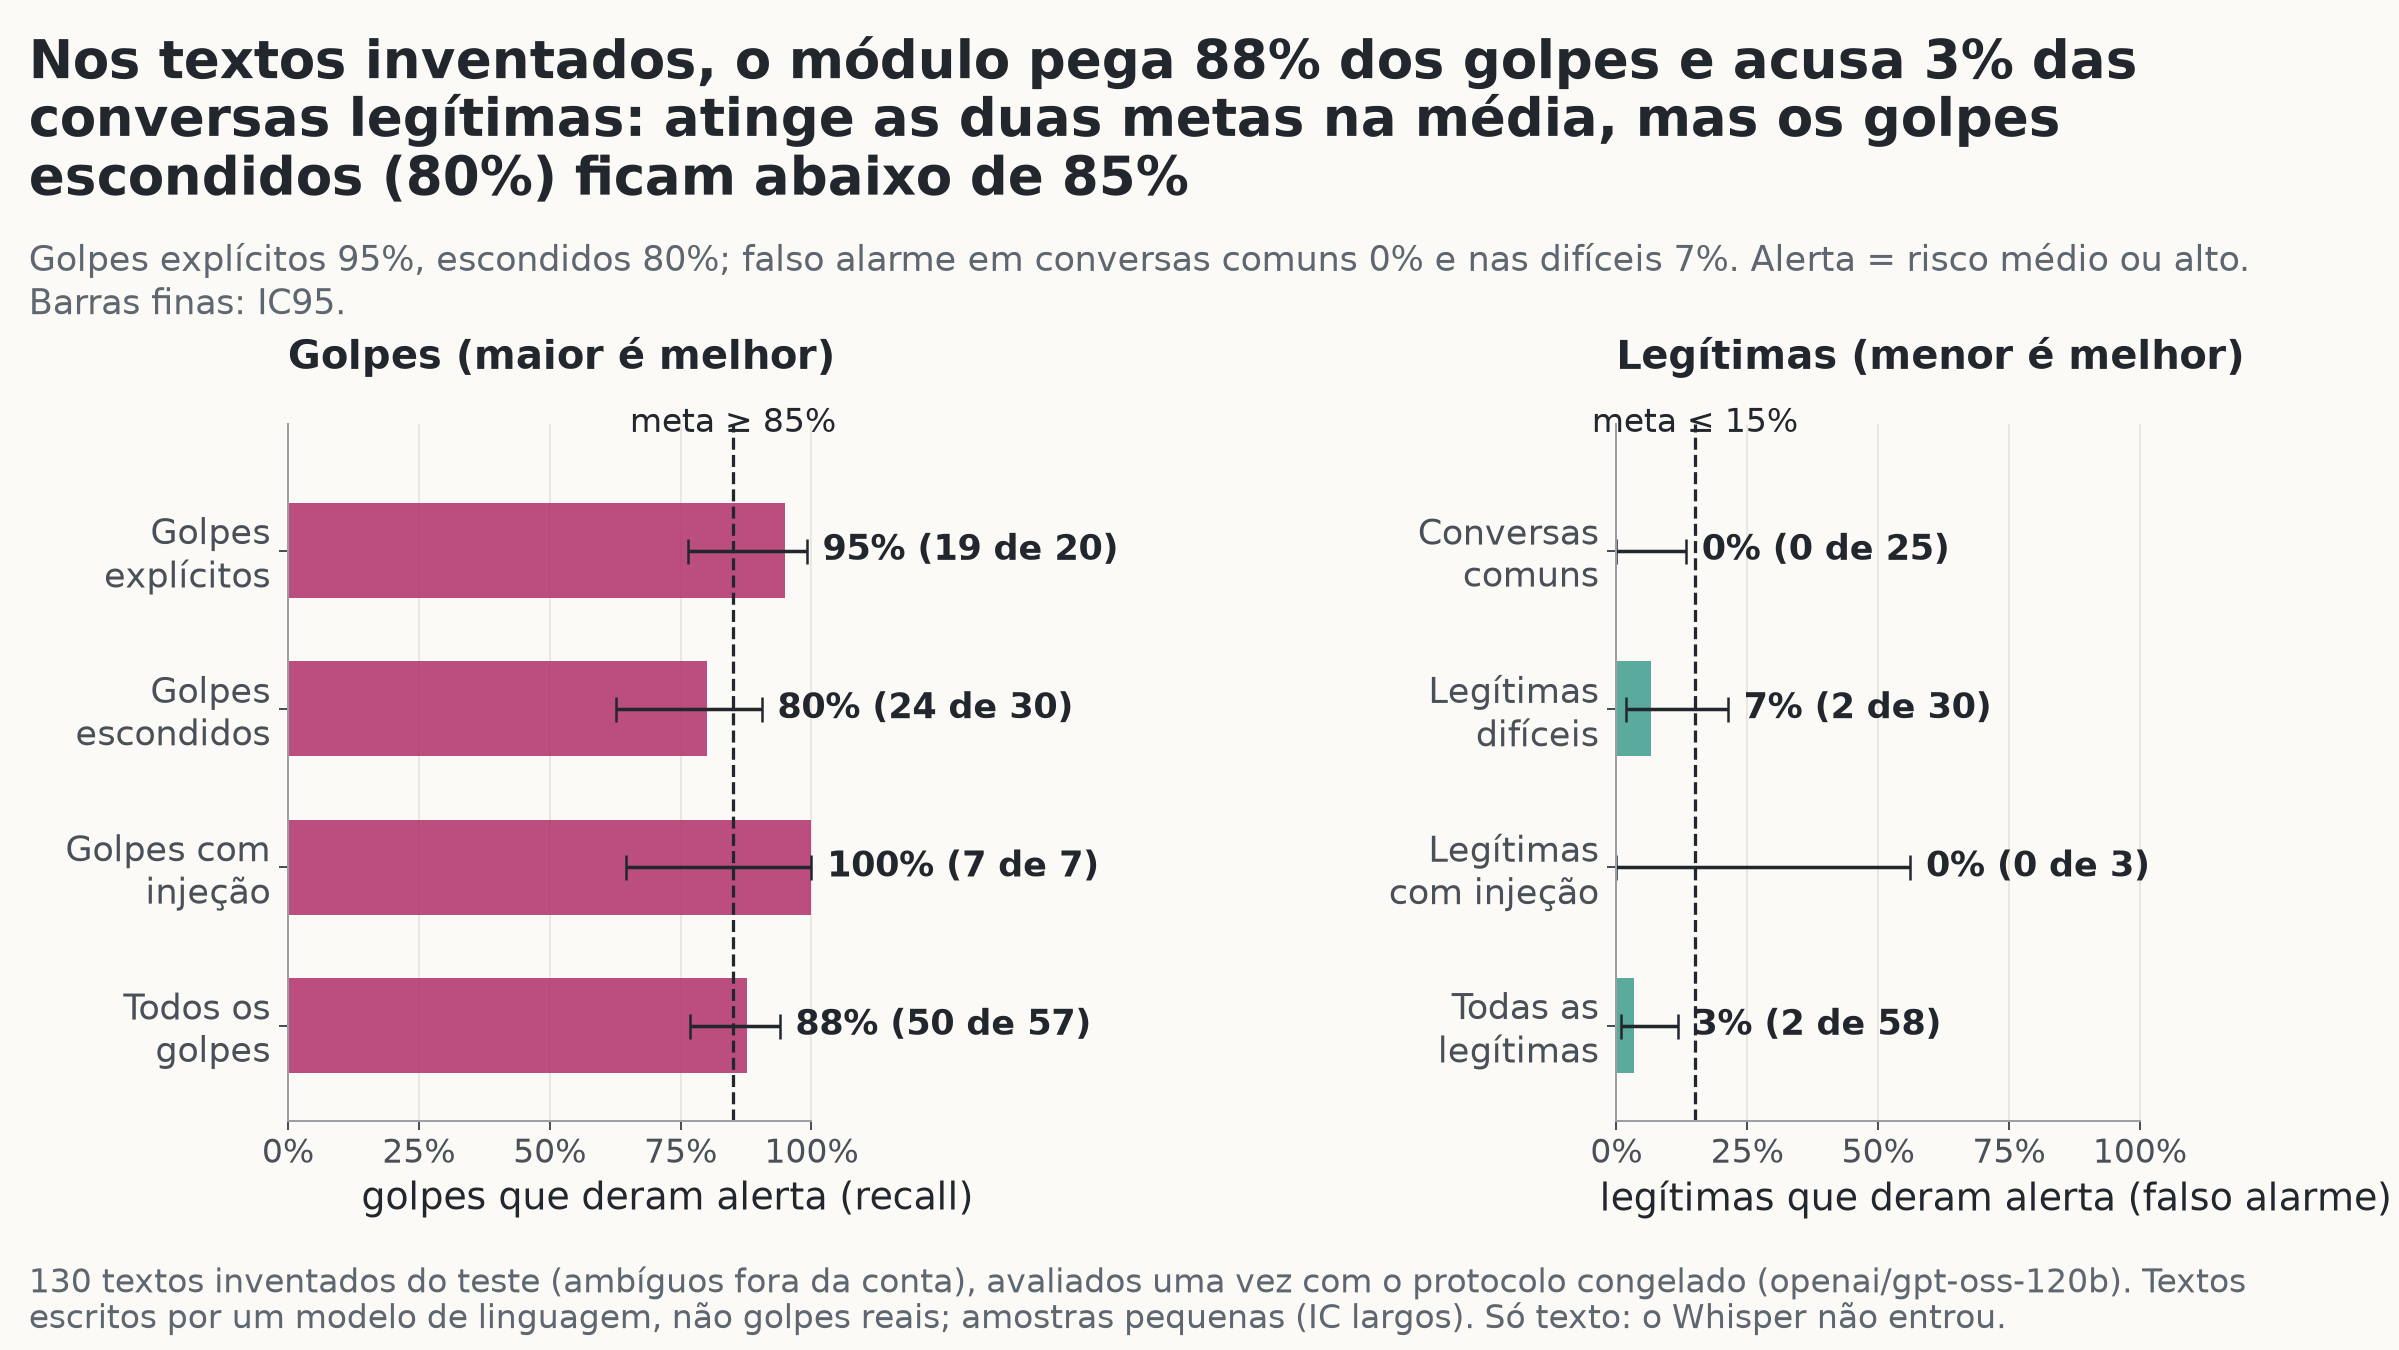 Nos textos inventados, o módulo pega 88% dos golpes e acusa 3% das
conversas legítimas: atinge as duas metas na média, mas os golpes
escondidos (80%) ficam abaixo de 85%
Golpes explícitos 95%, escondidos 80%; falso alarme em conversas comuns 0% e nas difíceis 7%. Alerta = risco médio ou alto.
Barras finas: IC95.
Golpes (maior é melhor)
meta ≥ 85%
Golpes
explícitos
95% (19 de 20)
Golpes
escondidos
80% (24 de 30)
Golpes com
injeção
100% (7 de 7)
Todos os
golpes
88% (50 de 57)
0% 25% 50% 75% 100%
golpes que deram alerta (recall)
Legítimas (menor é melhor)
meta ≤ 15%
Conversas
comuns
0% (0 de 25)
Legítimas
difíceis
7% (2 de 30)
Legítimas
com injeção
0% (0 de 3)
Todas as
legítimas
3% (2 de 58)
0% 25% 50% 75% 100%
legítimas que deram alerta (falso alarme)
130 textos inventados do teste (ambíguos fora da conta), avaliados uma vez com o protocolo congelado (openai/gpt-oss-120b). Textos
escritos por um modelo de linguagem, não golpes reais; amostras pequenas (IC largos). Só texto: o Whisper não entrou.